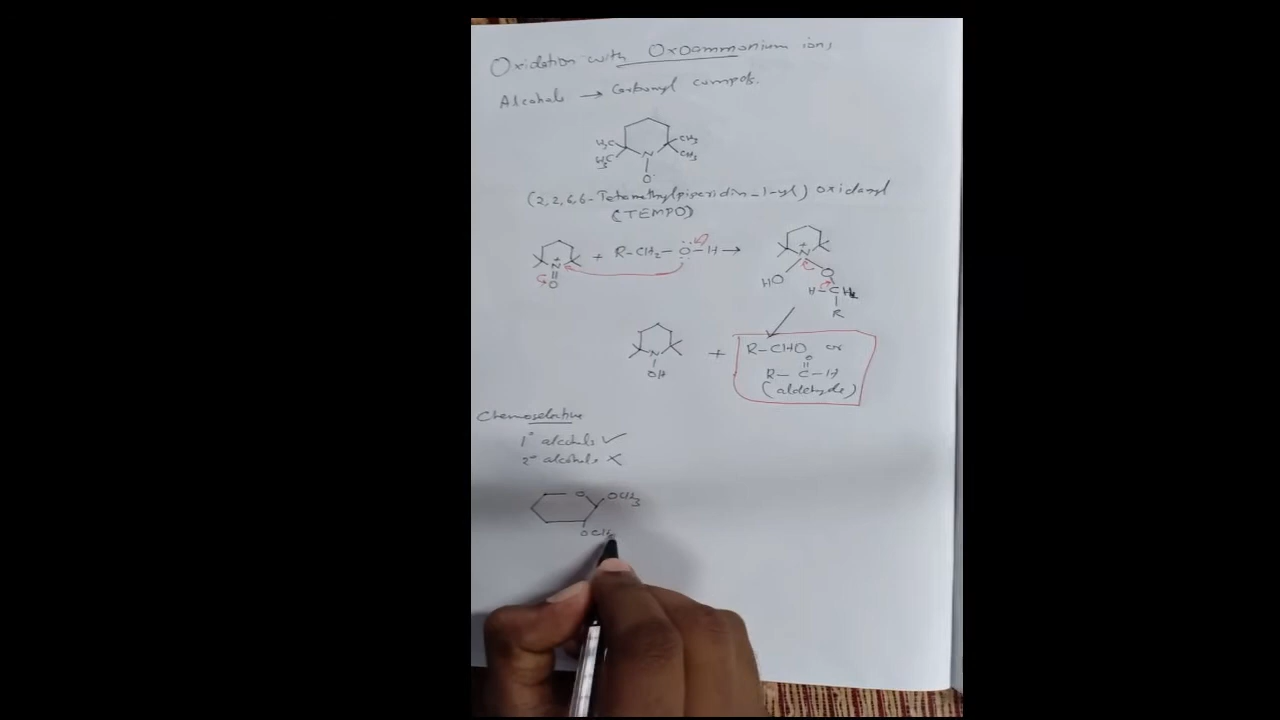 Oxidation with Oxoammonium ions
Alcohols → Carbonyl compds.
H3C CH3
H3C N CH3
O·
(2,2,6,6-Tetramethylpiperidin-1-yl) oxidanyl
(TEMPO)
N+ + R-CH2-O-H →
O
N+
HO O
H-C H
R
N
OH
+
R-CHO or
O
R-C-H
(aldehyde)
Chemoselective
1° alcohols ✓
2° alcohols ✗
O OCH3
OCH3